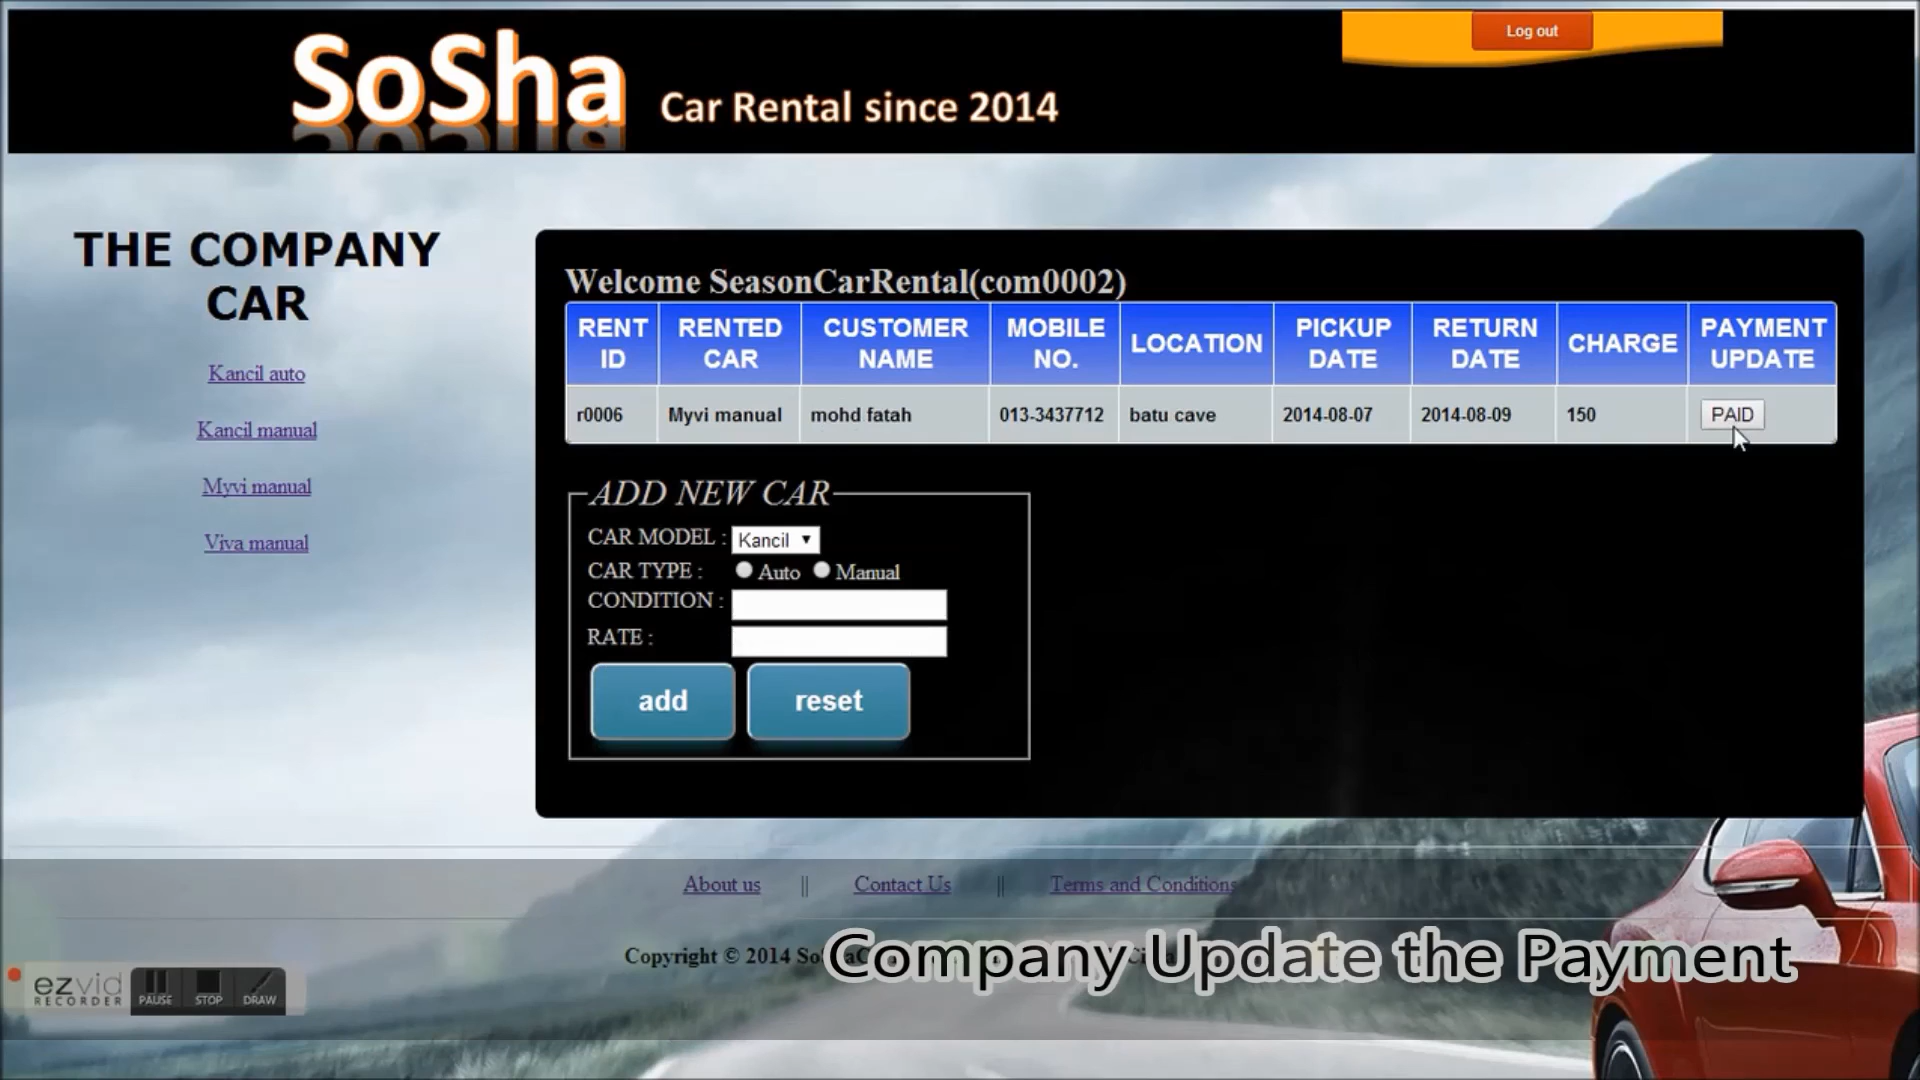 Log out
SoSha Car Rental since 2014
THE COMPANY
CAR
Kancil auto
Kancil manual
Myvi manual
Viva manual
Welcome SeasonCarRental(com0002)
RENT ID RENTED CAR CUSTOMER NAME MOBILE NO. LOCATION PICKUP DATE RETURN DATE CHARGE PAYMENT UPDATE
r0006 Myvi manual mohd fatah 013-3437712 batu cave 2014-08-07 2014-08-09 150 PAID
ADD NEW CAR
CAR MODEL : Kancil
CAR TYPE : Auto Manual
CONDITION :
RATE :
add reset
About us || Contact Us || Terms and Conditions
Copyright © 2014
Company Update the Payment
ezvid
RECORDER
PAUSE STOP DRAW